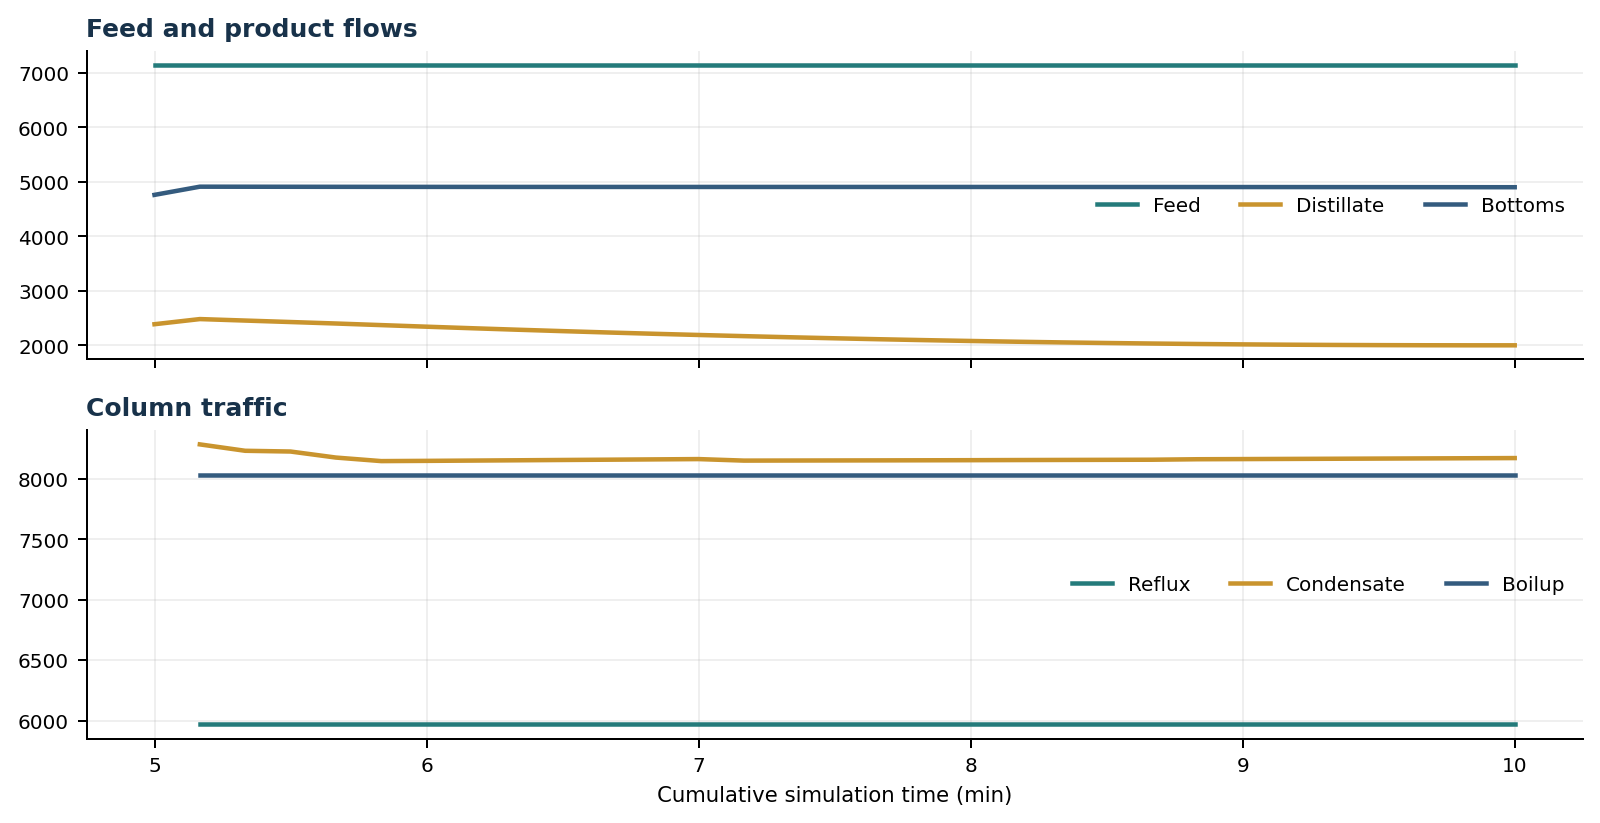 Feed and product flows
7000
6000
5000
4000
3000
2000
Feed Distillate Bottoms
Column traffic
8000
7500
7000
6500
6000
Reflux Condensate Boilup
5 6 7 8 9 10
Cumulative simulation time (min)